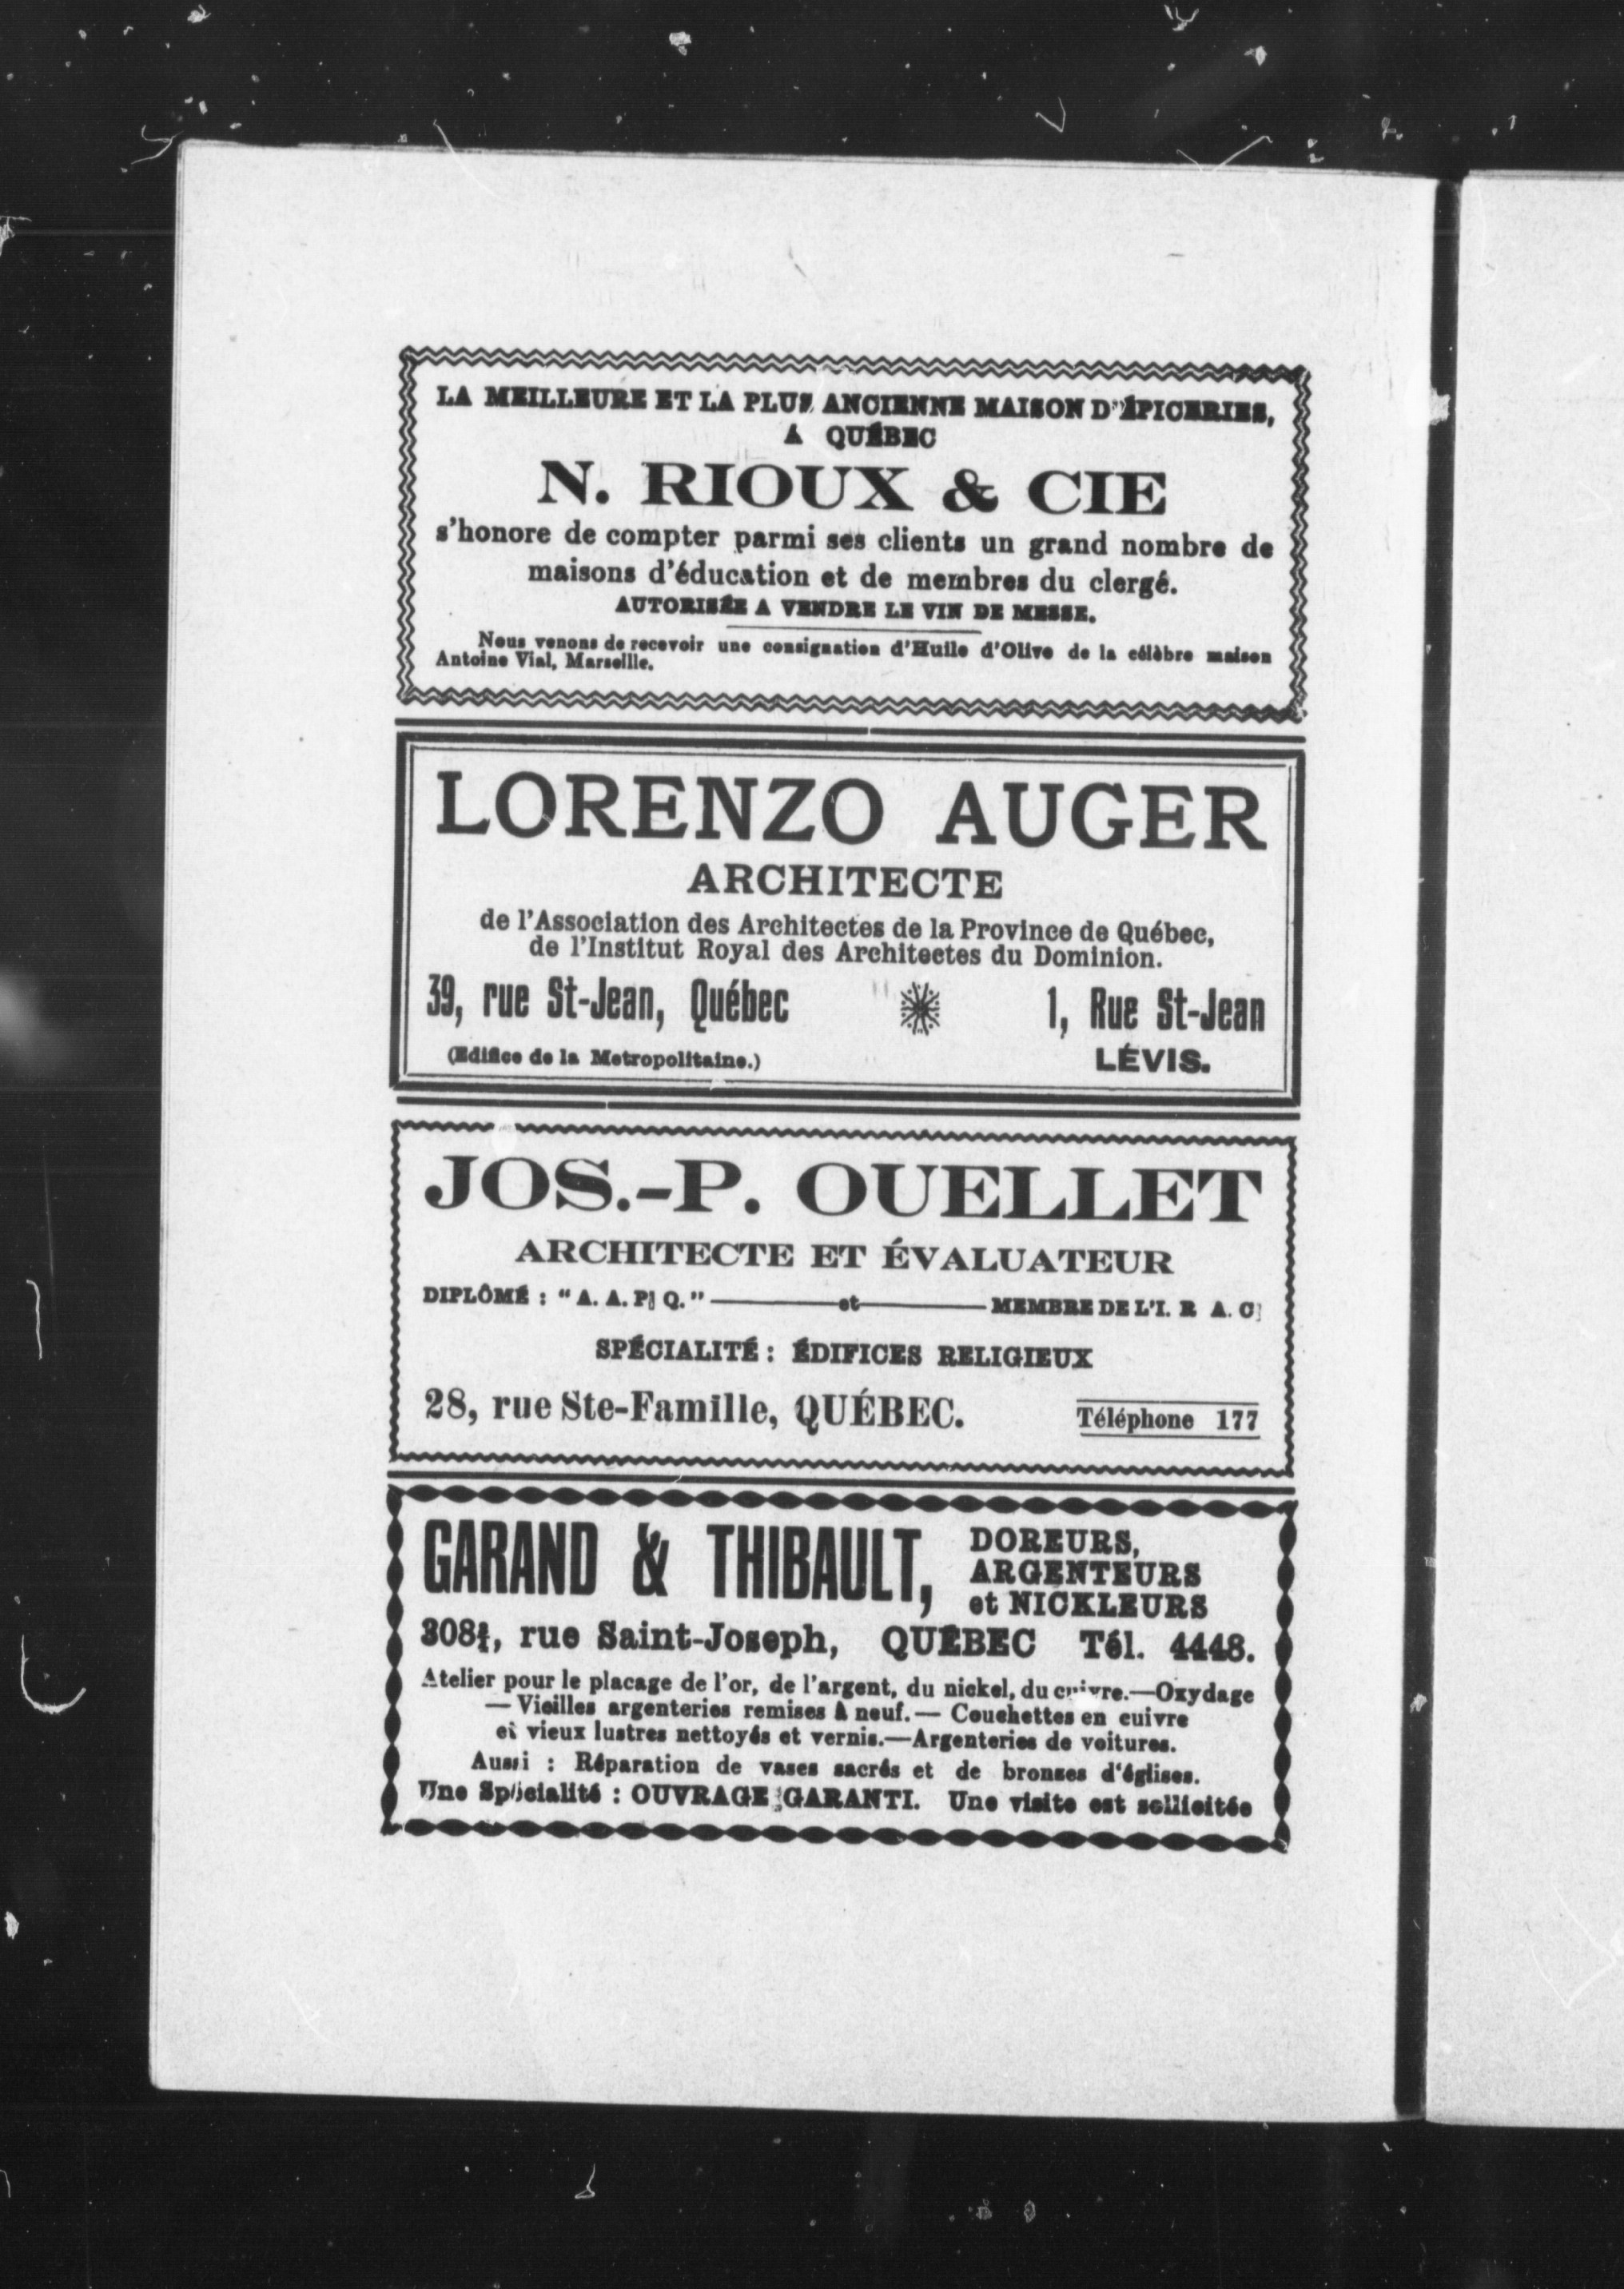 LA MEILLEURE ET LA PLUS ANCIENNE MAISON D'ÉPICERIES,
A QUÉBEC
N. RIOUX & CIE
s'honore de compter parmi ses clients un grand nombre de
maisons d'éducation et de membres du clergé.
AUTORISÉE A VENDRE LE VIN DE MESSE.
Nous venons de recevoir une consignation d'Huile d'Olive de la célèbre maison
Antoine Vial, Marseille.
LORENZO AUGER
ARCHITECTE
de l'Association des Architectes de la Province de Québec,
de l'Institut Royal des Architectes du Dominion.
39, rue St-Jean, Québec 1, Rue St-Jean
(Edifice de la Metropolitaine.) LÉVIS.
JOS.-P. OUELLET
ARCHITECTE ET ÉVALUATEUR
DIPLÔMÉ : "A. A. P. Q." ——— et ——— MEMBRE DE L'I. R A. C.
SPÉCIALITÉ : ÉDIFICES RELIGIEUX
28, rue Ste-Famille, QUÉBEC. Téléphone 177
GARAND & THIBAULT, DOREURS,
ARGENTEURS
et NICKLEURS
308¾, rue Saint-Joseph, QUÉBEC Tél. 4448.
Atelier pour le placage de l'or, de l'argent, du nickel, du cuivre.—Oxydage
— Vieilles argenteries remises à neuf. — Couchettes en cuivre
et vieux lustres nettoyés et vernis.—Argenteries de voitures.
Aussi : Réparation de vases sacrés et de bronzes d'églises.
Une Spécialité : OUVRAGE GARANTI. Une visite est sollicitée